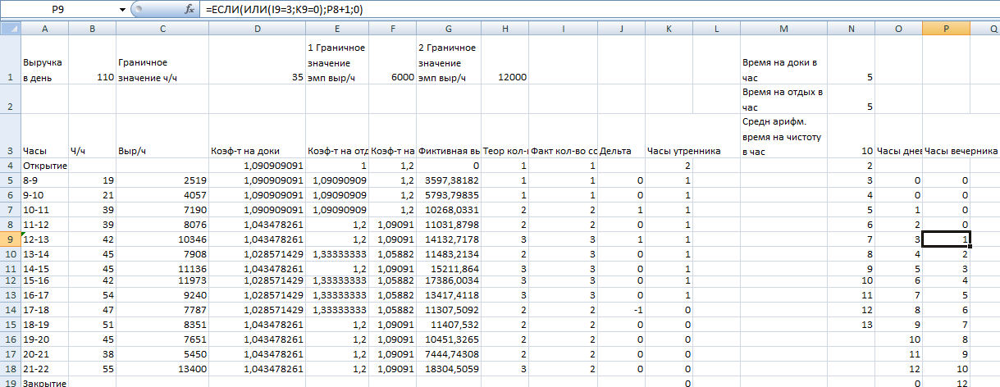 P9 fx =ЕСЛИ(ИЛИ(I9=3;K9=0);P8+1;0)
A B C D E F G H I J K L M N O P Q
1 Выручка в день 110 Граничное значение ч/ч 35 1 Граничное значение эмп выр/ч 6000 2 Граничное значение эмп выр/ч 12000 Время на доки в час 5
2 Время на отдых в час 5
3 Часы Ч/ч Выр/ч Коэф-т на доки Коэф-т на отд Коэф-т на Фиктивная вы Теор кол- Факт кол-во со Дельта Часы утренника Средн арифм. время на чистоту в час 10 Часы днев Часы вечерника
4 Открытие 1,090909091 1 1,2 0 1 1 2 2
5 8-9 19 2519 1,090909091 1,09090909 1,2 3597,38182 1 1 0 1 3 0 0
6 9-10 21 4057 1,090909091 1,09090909 1,2 5793,79835 1 1 0 1 4 0 0
7 10-11 39 7190 1,090909091 1,09090909 1,2 10268,0331 2 2 1 1 5 1 0
8 11-12 39 8076 1,043478261 1,2 1,09091 11031,8798 2 2 0 1 6 2 0
9 12-13 42 10346 1,043478261 1,2 1,09091 14132,7178 3 3 1 1 7 3 1
10 13-14 45 7908 1,028571429 1,33333333 1,05882 11483,2134 2 3 0 1 8 4 2
11 14-15 45 11136 1,043478261 1,2 1,09091 15211,864 3 3 0 1 9 5 3
12 15-16 42 11973 1,028571429 1,33333333 1,05882 17386,0034 3 3 0 1 10 6 4
13 16-17 54 9240 1,028571429 1,33333333 1,05882 13417,4118 3 3 0 1 11 7 5
14 17-18 47 7787 1,028571429 1,33333333 1,05882 11307,5092 2 2 -1 0 12 8 6
15 18-19 51 8351 1,043478261 1,2 1,09091 11407,532 2 2 0 0 13 9 7
16 19-20 45 7651 1,043478261 1,2 1,09091 10451,3265 2 2 0 0 10 8
17 20-21 38 5450 1,043478261 1,2 1,09091 7444,74308 2 2 0 0 11 9
18 21-22 55 13400 1,043478261 1,2 1,09091 18304,5059 3 2 0 0 12 10
19 Закрытие 0 0 12